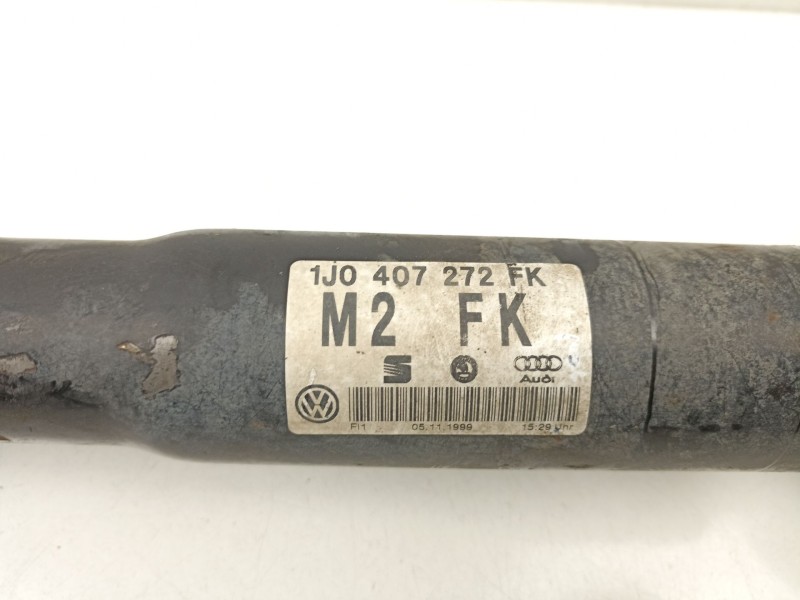 1J0 407 272 FK
M2 FK
Audi
FI1 05.11.1999 15:29 Uhr